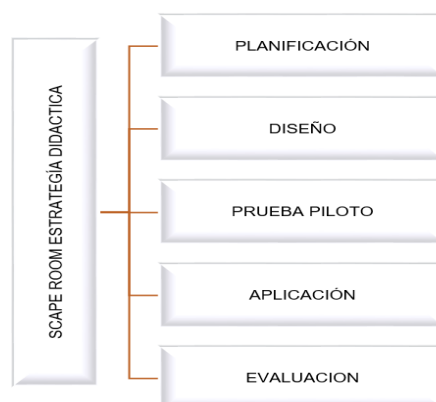 SCAPE ROOM ESTRATEGÍA DIDACTICA
PLANIFICACIÓN
DISEÑO
PRUEBA PILOTO
APLICACIÓN
EVALUACION